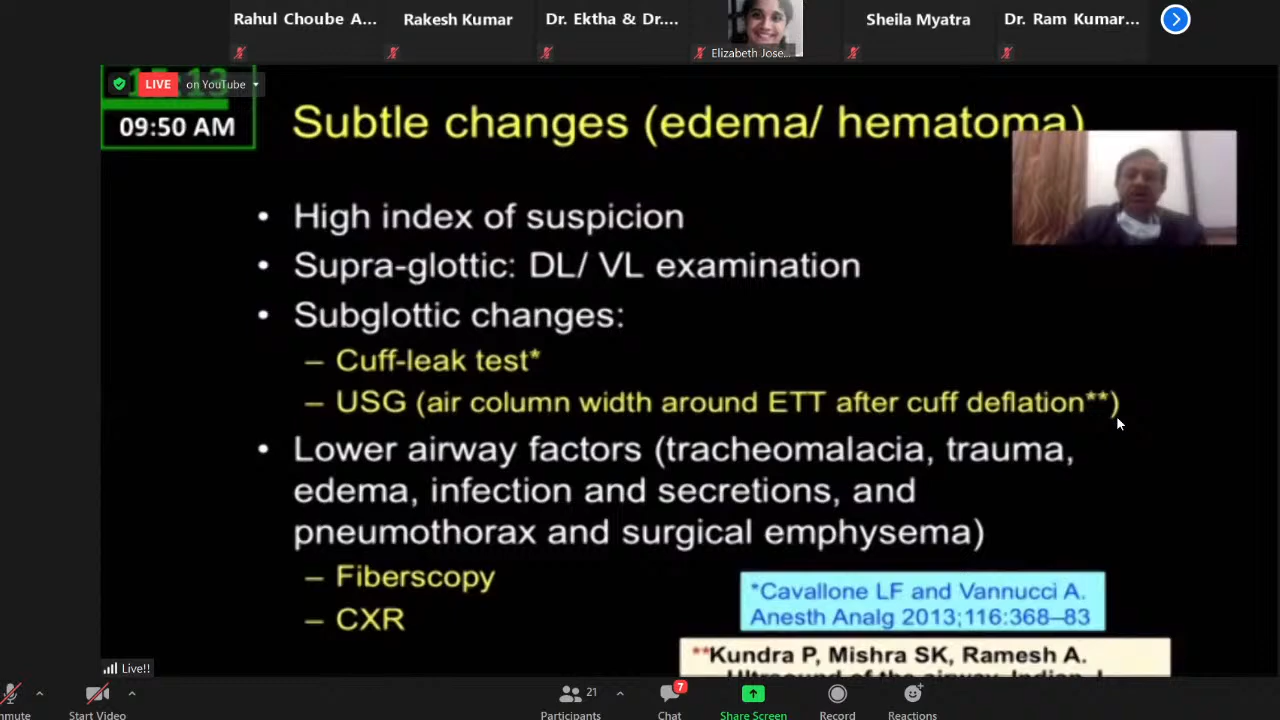 Rahul Choube A...
Rakesh Kumar
Dr. Ektha & Dr....
Elizabeth Jose...
Sheila Myatra
Dr. Ram Kumar...
LIVE
on YouTube
09:50 AM
Subtle changes (edema/ hematoma)
• High index of suspicion
• Supra-glottic: DL/ VL examination
• Subglottic changes:
– Cuff-leak test*
– USG (air column width around ETT after cuff deflation**)
• Lower airway factors (tracheomalacia, trauma,
edema, infection and secretions, and
pneumothorax and surgical emphysema)
– Fiberscopy
– CXR
*Cavallone LF and Vannucci A.
Anesth Analg 2013;116:368–83
**Kundra P, Mishra SK, Ramesh A.
Live!!
Start Video
21
Participants
7
Chat
Share Screen
Record
Reactions